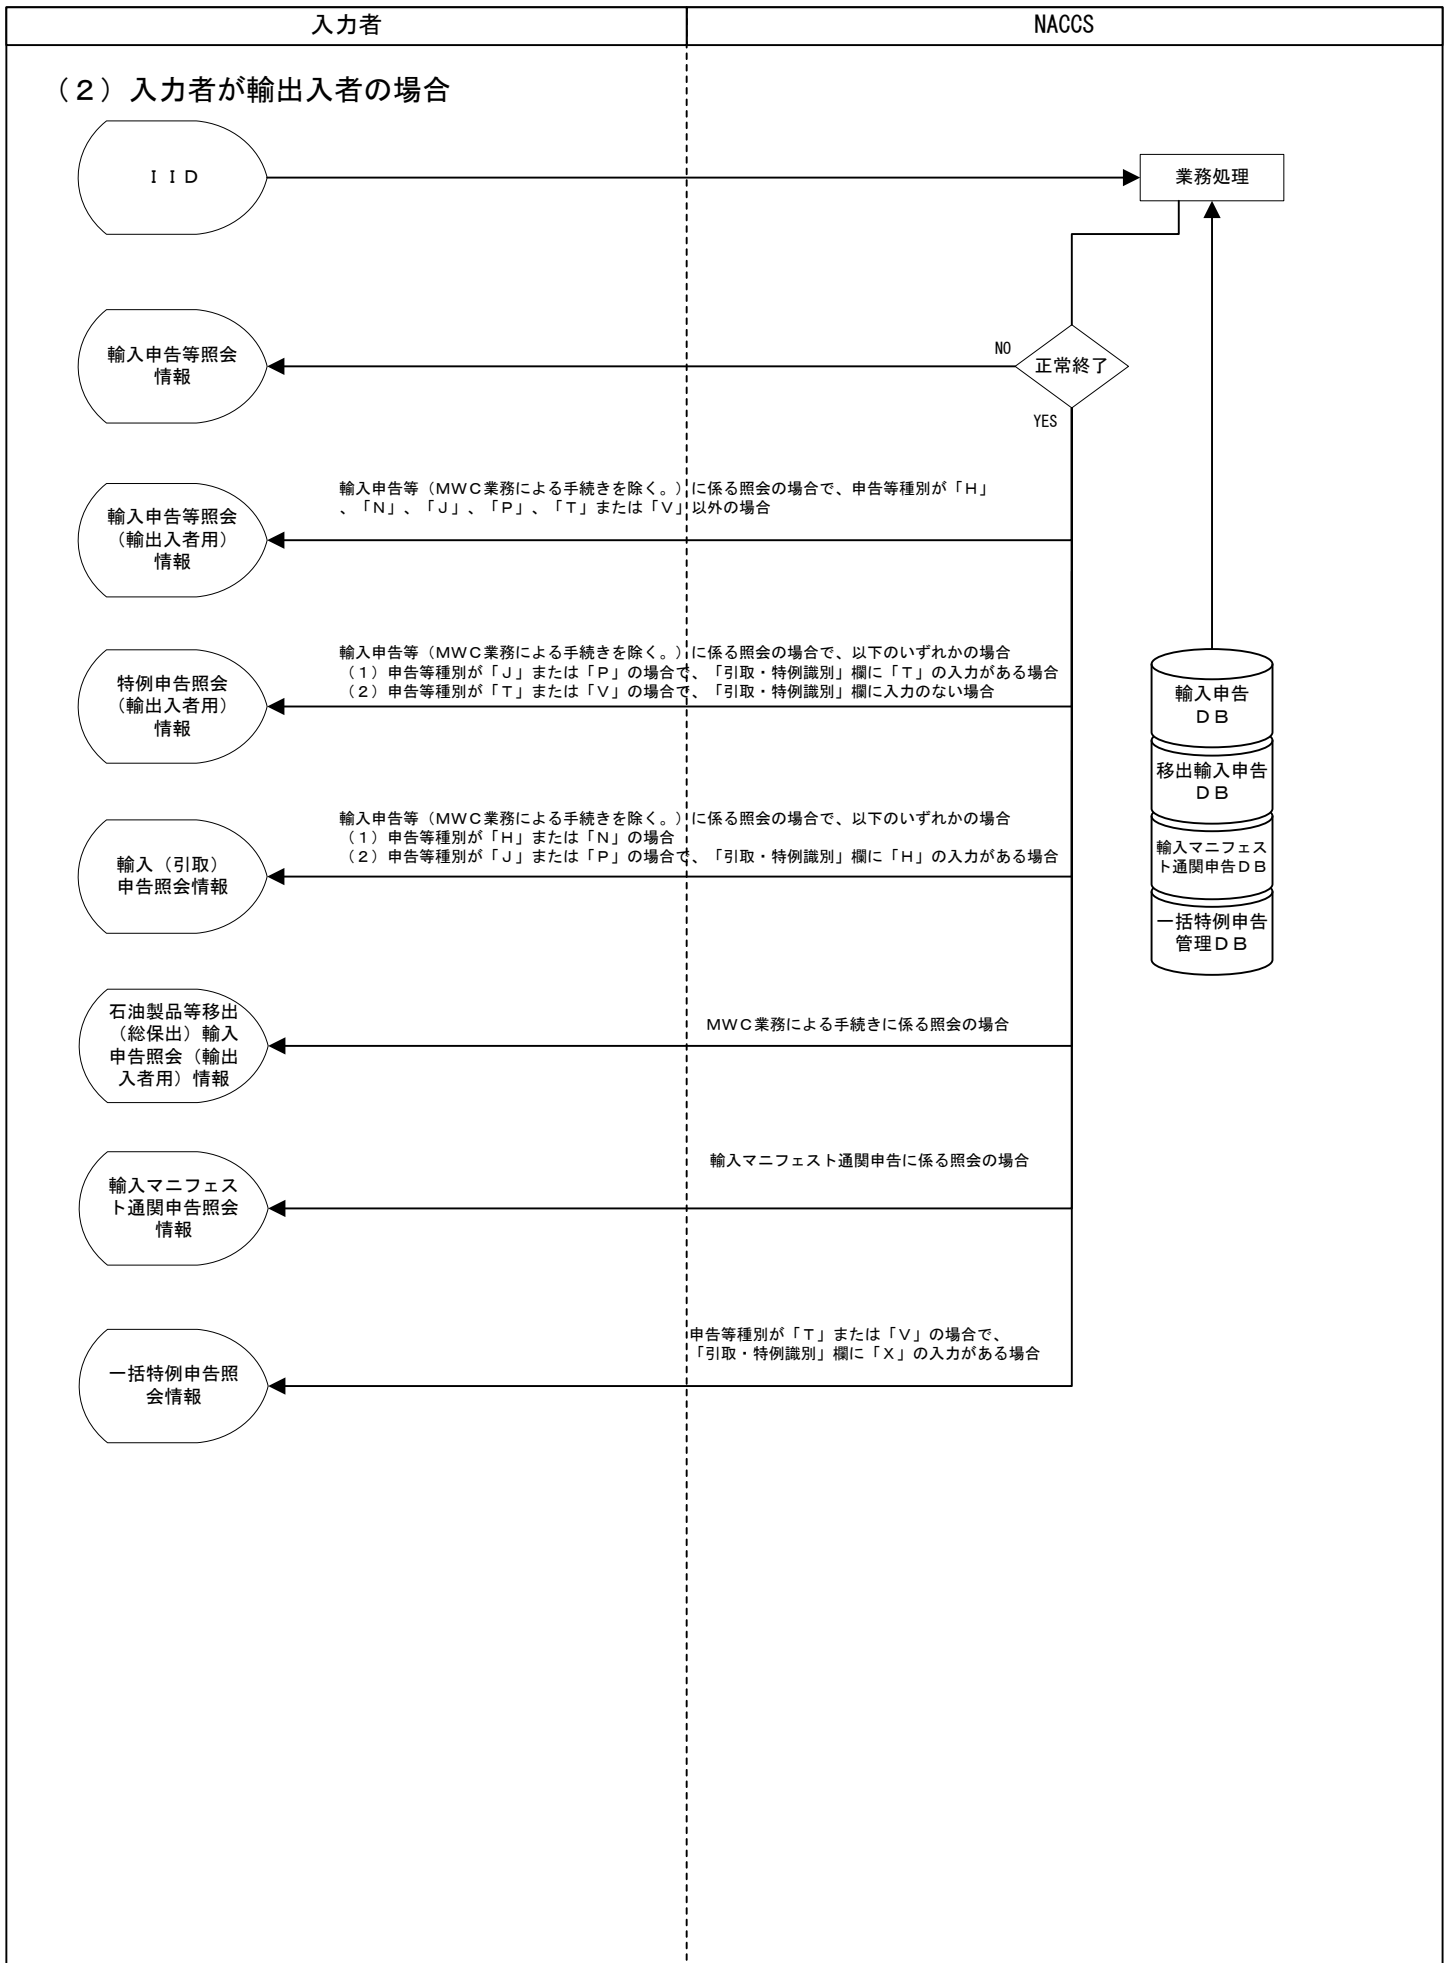 入力者
NACCS
（２）入力者が輸出入者の場合
ＩＩＤ
業務処理
輸入申告等照会
情報
NO
正常終了
YES
輸入申告等（ＭＷＣ業務による手続きを除く。）に係る照会の場合で、申告等種別が「Ｈ」
、「Ｎ」、「Ｊ」、「Ｐ」、「Ｔ」または「Ｖ」以外の場合
輸入申告等照会
（輸出入者用）
情報
輸入申告等（ＭＷＣ業務による手続きを除く。）に係る照会の場合で、以下のいずれかの場合
（１）申告等種別が「Ｊ」または「Ｐ」の場合で、「引取・特例識別」欄に「Ｔ」の入力がある場合
（２）申告等種別が「Ｔ」または「Ｖ」の場合で、「引取・特例識別」欄に入力のない場合
特例申告照会
（輸出入者用）
情報
輸入申告
ＤＢ
移出輸入申告
ＤＢ
輸入マニフェス
ト通関申告ＤＢ
一括特例申告
管理ＤＢ
輸入申告等（ＭＷＣ業務による手続きを除く。）に係る照会の場合で、以下のいずれかの場合
（１）申告等種別が「Ｈ」または「Ｎ」の場合
（２）申告等種別が「Ｊ」または「Ｐ」の場合で、「引取・特例識別」欄に「Ｈ」の入力がある場合
輸入（引取）
申告照会情報
石油製品等移出
（総保出）輸入
申告照会（輸出
入者用）情報
ＭＷＣ業務による手続きに係る照会の場合
輸入マニフェスト通関申告に係る照会の場合
輸入マニフェス
ト通関申告照会
情報
申告等種別が「Ｔ」または「Ｖ」の場合で、
「引取・特例識別」欄に「Ｘ」の入力がある場合
一括特例申告照
会情報